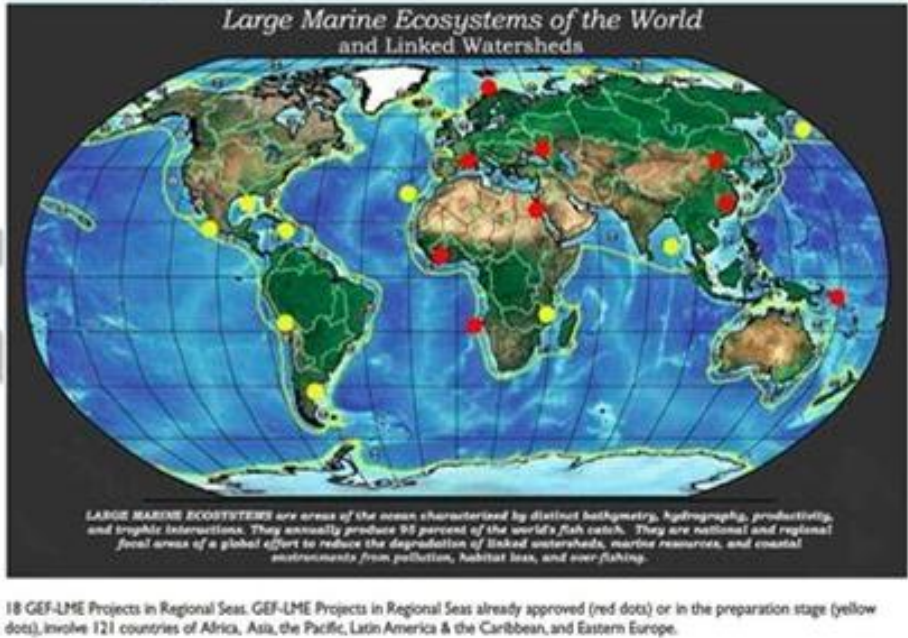 Large Marine Ecosystems of the World
and Linked Watersheds
LARGE MARINE ECOSYSTEMS are areas of the ocean characterized by distinct bathymetry, hydrography, productivity,
and trophic interactions. They annually produce 95 percent of the world's fish catch. They are national and regional
focal areas of a global effort to reduce the degradation of linked watersheds, marine resources, and coastal
environments from pollution, habitat loss, and over-fishing.
18 GEF-LME Projects in Regional Seas. GEF-LME Projects in Regional Seas already approved (red dots) or in the preparation stage (yellow
dots), involve 121 countries of Africa, Asia, the Pacific, Latin America & the Caribbean, and Eastern Europe.